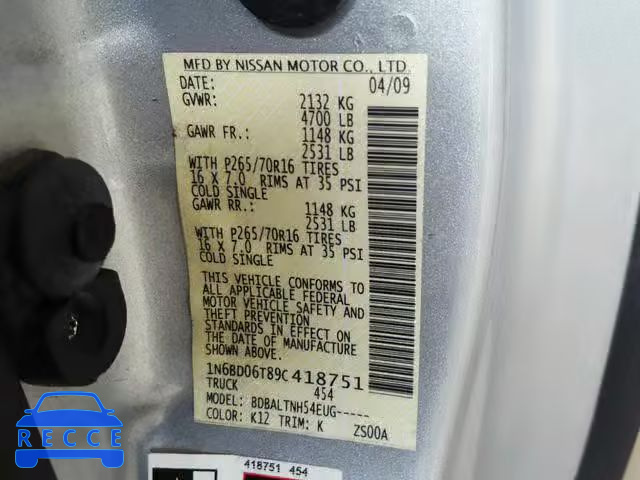 MFD BY NISSAN MOTOR CO., LTD.
DATE: 04/09
GVWR: 2132 KG
4700 LB
GAWR FR.: 1148 KG
2531 LB
WITH P265/70R16 TIRES
16 X 7.0 RIMS AT 35 PSI
COLD SINGLE
GAWR RR.: 1148 KG
2531 LB
WITH P265/70R16 TIRES
16 X 7.0 RIMS AT 35 PSI
COLD SINGLE
THIS VEHICLE CONFORMS TO
ALL APPLICABLE FEDERAL
MOTOR VEHICLE SAFETY AND
THEFT PREVENTION
STANDARDS IN EFFECT ON
THE DATE OF MANUFACTURE
SHOWN ABOVE.
1N6BD06T89C418751
TRUCK 454
MODEL: BDBALTNH54EUG-----
COLOR: K12 TRIM: K ZS00A
418751 454
RECCE